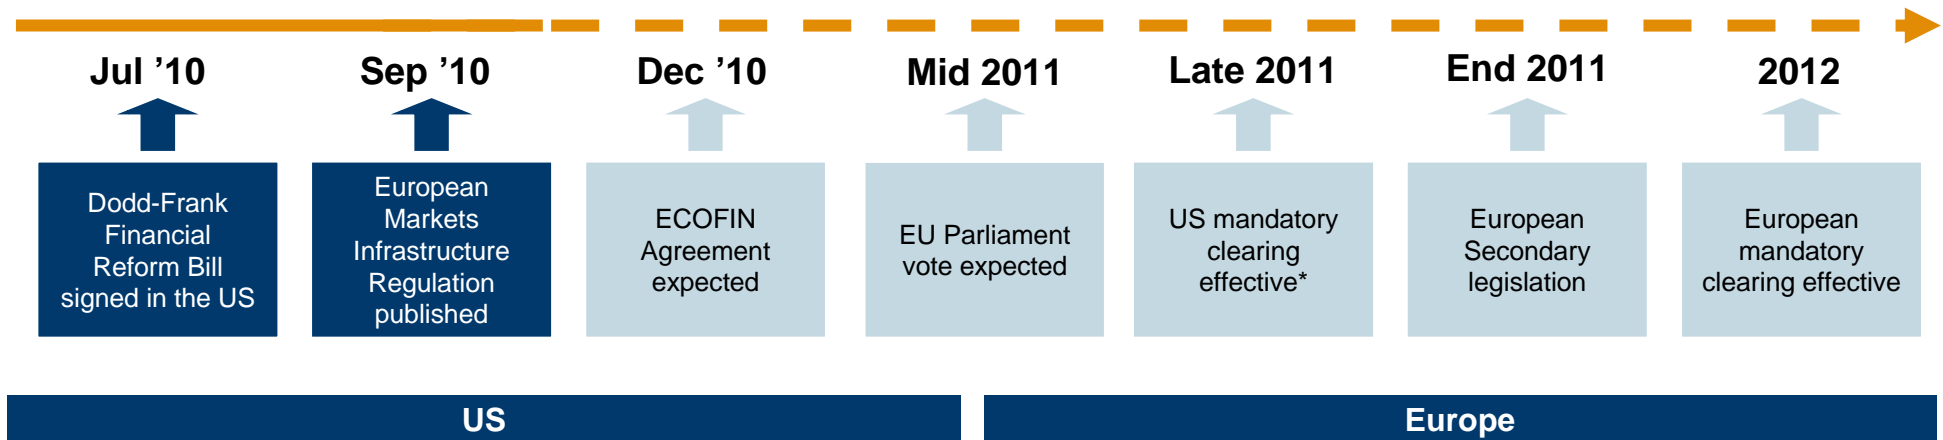 Jul ’10
Sep ’10
Dec ’10
Mid 2011
Late 2011
End 2011
2012
Dodd-Frank
Financial
Reform Bill
signed in the US
European
Markets
Infrastructure
Regulation
published
ECOFIN
Agreement
expected
EU Parliament
vote expected
US mandatory
clearing
effective*
European
Secondary
legislation
European
mandatory
clearing effective
US
Europe